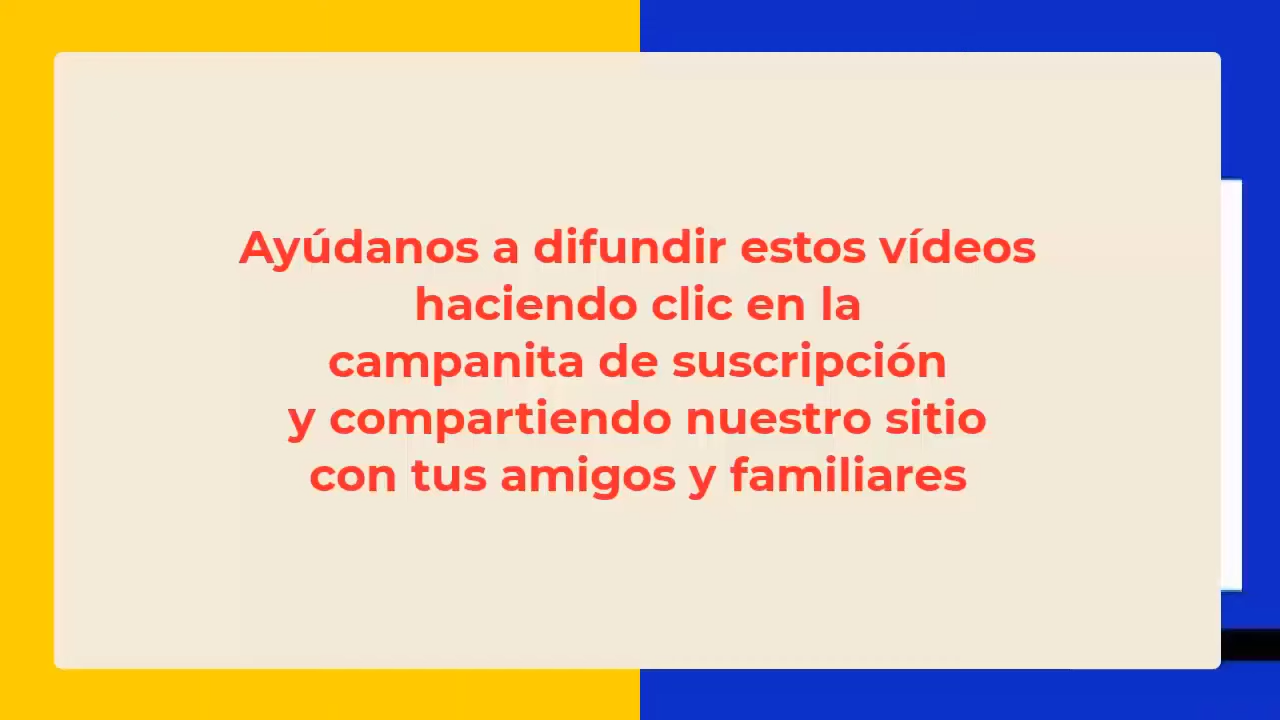 Ayúdanos a difundir estos vídeos
haciendo clic en la
campanita de suscripción
y compartiendo nuestro sitio
con tus amigos y familiares